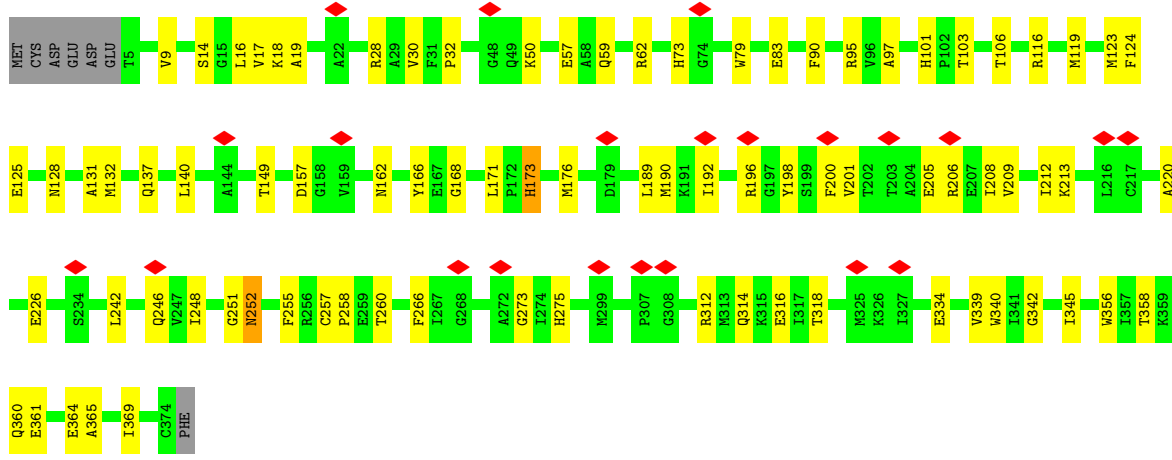 MET CYS ASP GLU ASP GLU T5 V9 S14 G15 L16 V17 K18 A19 A22 R28 A29 V30 F31 P32 G48 Q49 K50 E57 A58 Q59 R62 H73 G74 W79 E83 F90 R95 V96 A97 H101 P102 T103 T106 R116 M119 M123 F124
E125 N128 A131 M132 Q137 L140 A144 T149 D157 G158 V159 N162 Y166 E167 G168 L171 P172 H173 M176 D179 L189 M190 K191 I192 R196 G197 Y198 S199 F200 V201 T202 T203 A204 E205 R206 E207 I208 V209 I212 K213 L216 C217 A220
E226 S234 L242 Q246 V247 I248 G251 N252 F255 R256 C257 P258 E259 T260 F266 I267 G268 A272 G273 I274 H275 M299 P307 G308 R312 M313 Q314 K315 E316 I317 T318 M325 K326 I327 E334 V339 W340 I341 G342 I345 W356 I357 T358 K359
Q360 E361 E364 A365 I369 C374 PHE